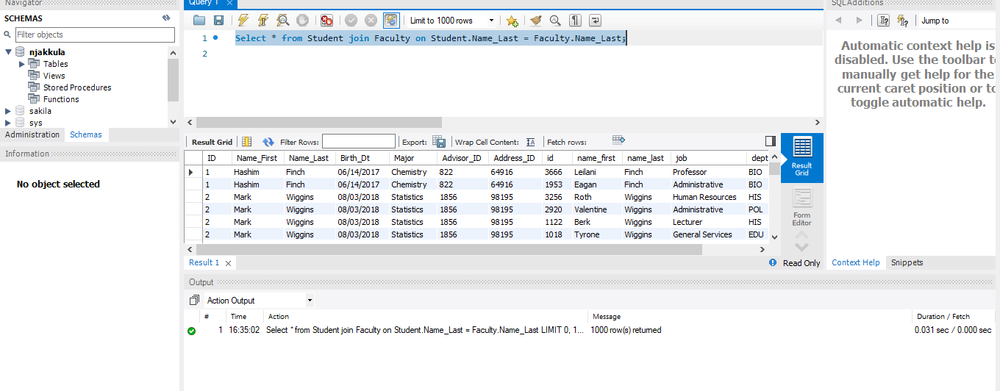 Navigator
Query 1
SQLAdditions
SCHEMAS
Filter objects
njakkula
Tables
Views
Stored Procedures
Functions
sakila
sys
Administration Schemas
Information
No object selected
Limit to 1000 rows
1 Select * from Student join Faculty on Student.Name_Last = Faculty.Name_Last;
2
Result Grid Filter Rows: Export: Wrap Cell Content: Fetch rows:
ID Name_First Name_Last Birth_Dt Major Advisor_ID Address_ID id name_first name_last job dept
1 Hashim Finch 06/14/2017 Chemistry 822 64916 3666 Leilani Finch Professor BIO
1 Hashim Finch 06/14/2017 Chemistry 822 64916 1953 Eagan Finch Administrative BIO
2 Mark Wiggins 08/03/2018 Statistics 1856 98195 3256 Roth Wiggins Human Resources HIS
2 Mark Wiggins 08/03/2018 Statistics 1856 98195 2920 Valentine Wiggins Administrative POL
2 Mark Wiggins 08/03/2018 Statistics 1856 98195 1122 Berk Wiggins Lecturer HIS
2 Mark Wiggins 08/03/2018 Statistics 1856 98195 1018 Tyrone Wiggins General Services EDU
Result
Grid
Form
Editor
Result 1
Read Only
Jump to
Automatic context help is
disabled. Use the toolbar to
manually get help for the
current caret position or to
toggle automatic help.
Context Help Snippets
Output
Action Output
# Time Action Message Duration / Fetch
1 16:35:02 Select * from Student join Faculty on Student.Name_Last = Faculty.Name_Last LIMIT 0, 1... 1000 row(s) returned 0.031 sec / 0.000 sec